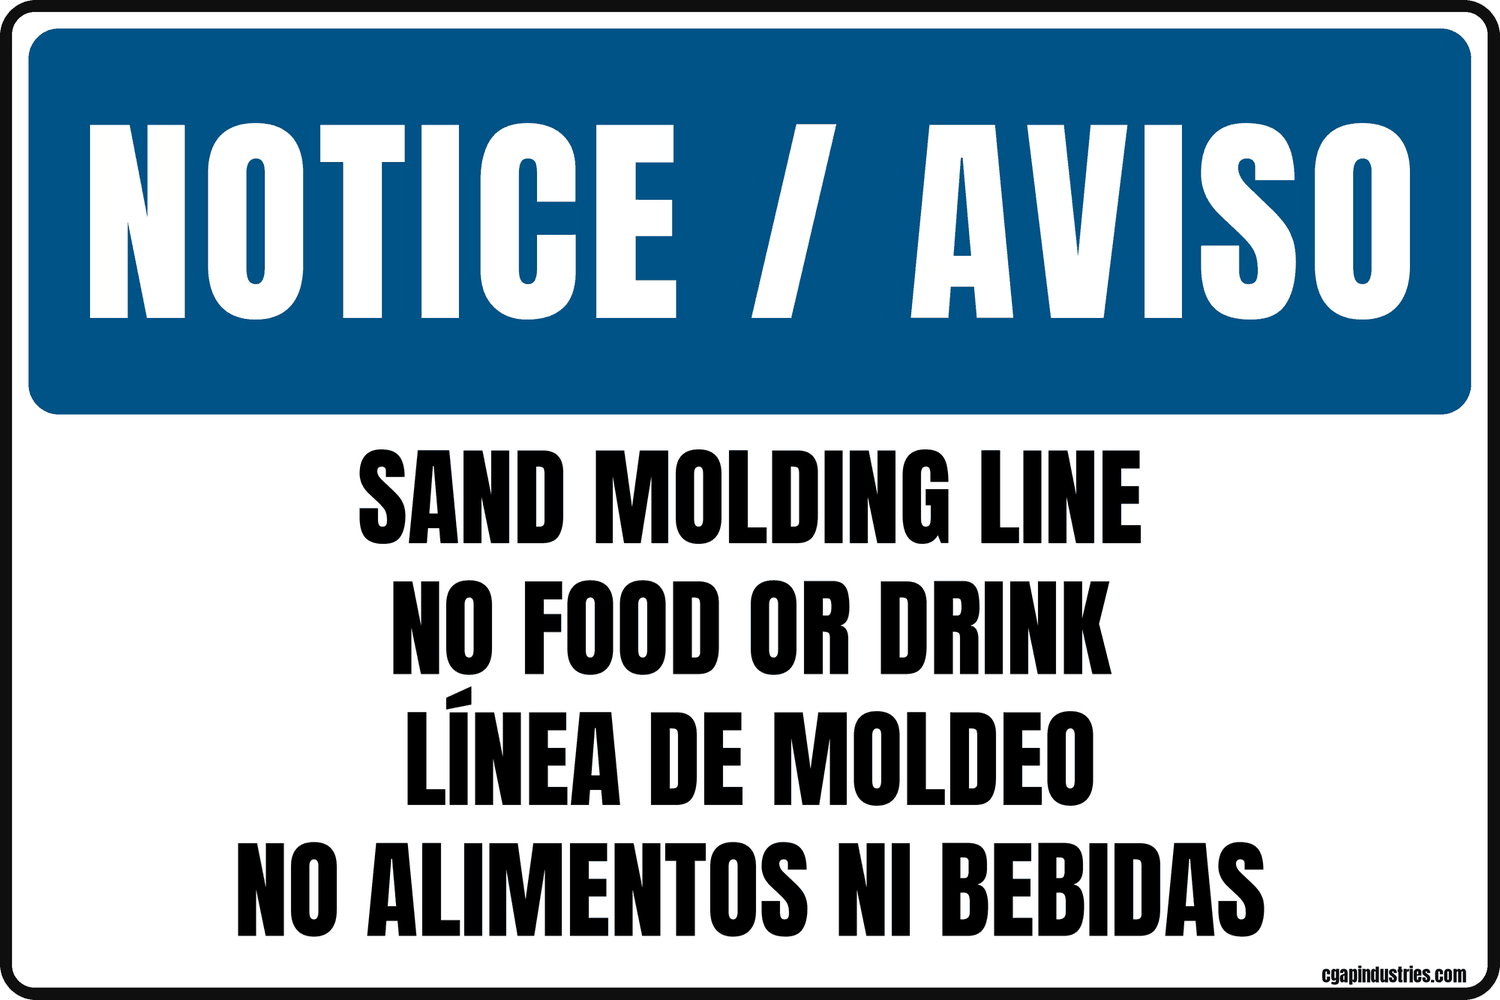 NOTICE / AVISO
SAND MOLDING LINE
NO FOOD OR DRINK
LÍNEA DE MOLDEO
NO ALIMENTOS NI BEBIDAS
cgapindustries.com